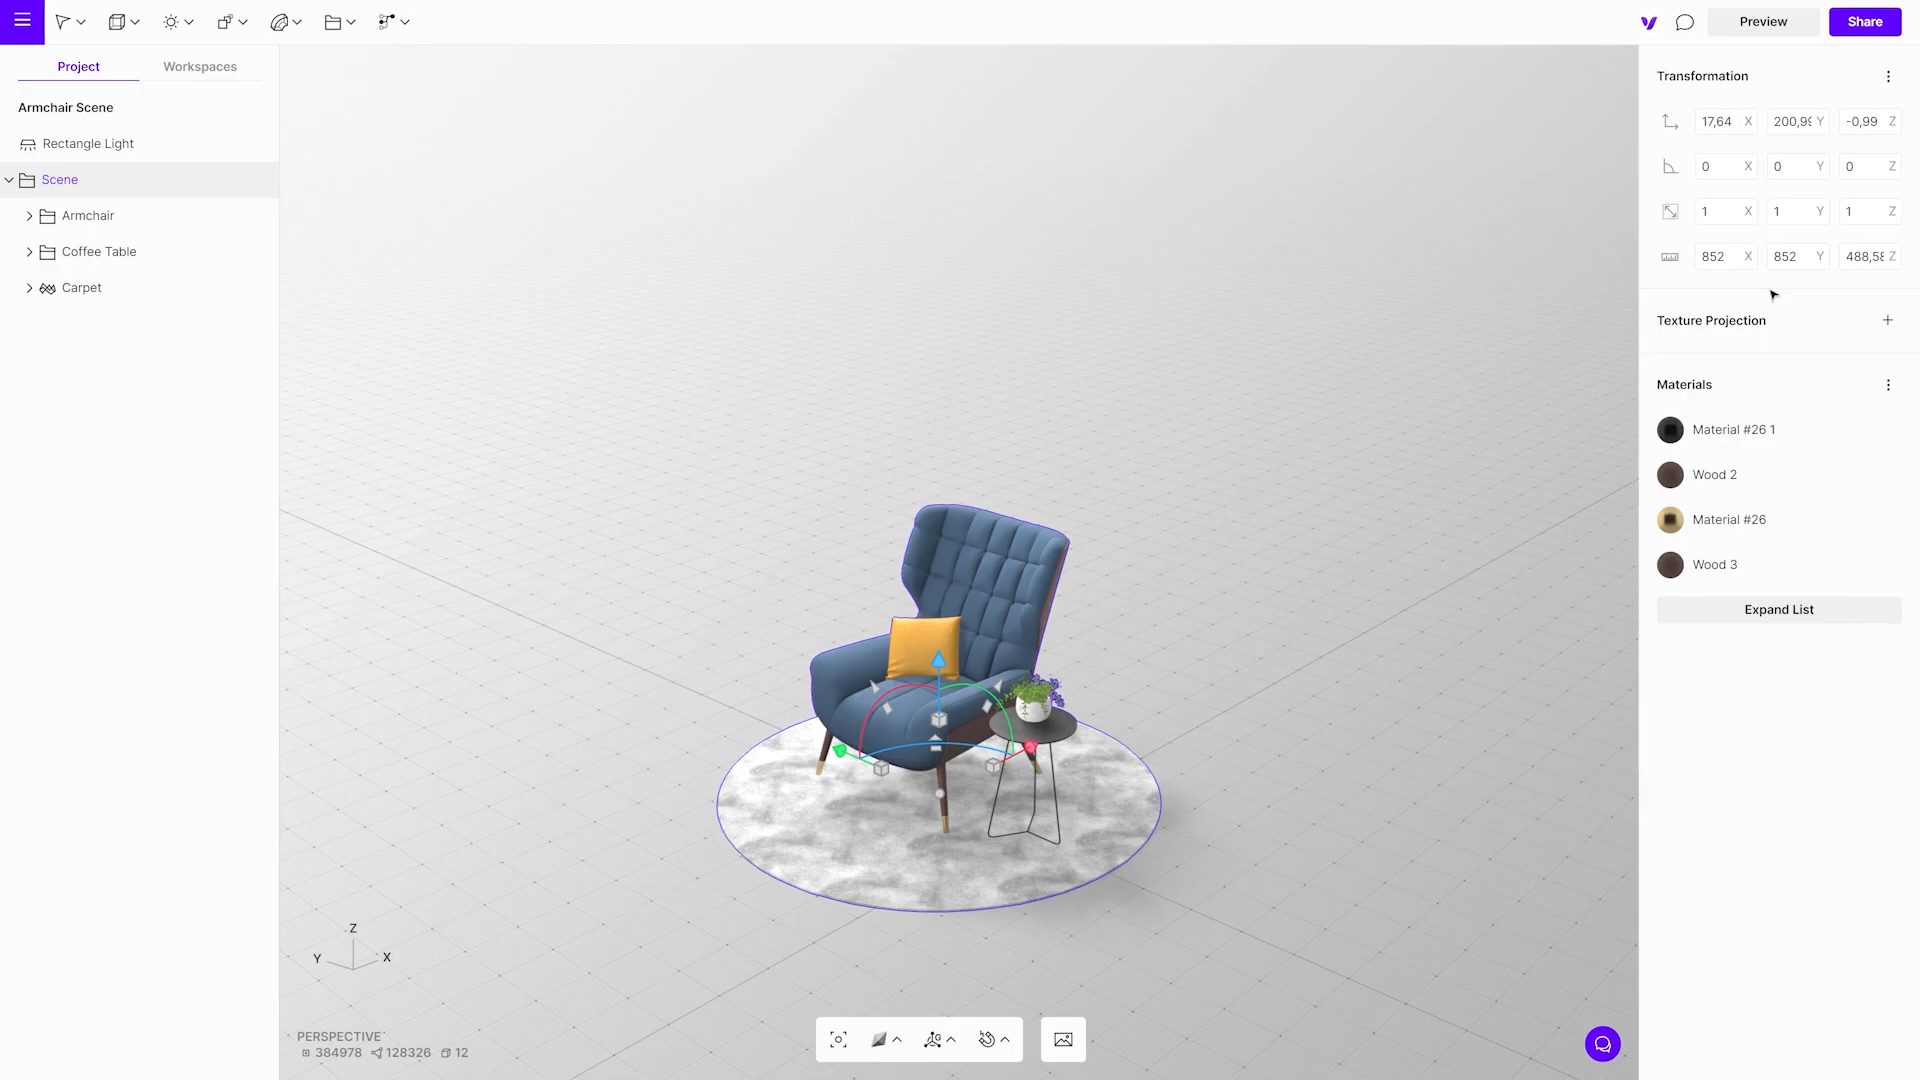 Preview
Share
Project
Workspaces
Armchair Scene
Rectangle Light
Scene
Armchair
Coffee Table
Carpet
Transformation
17,64 X 200,99 Y -0,99 Z
0 X 0 Y 0 Z
1 X 1 Y 1 Z
852 X 852 Y 488,58 Z
Texture Projection
Materials
Material #26 1
Wood 2
Material #26
Wood 3
Expand List
Z
Y
X
PERSPECTIVE
384978 128326 12